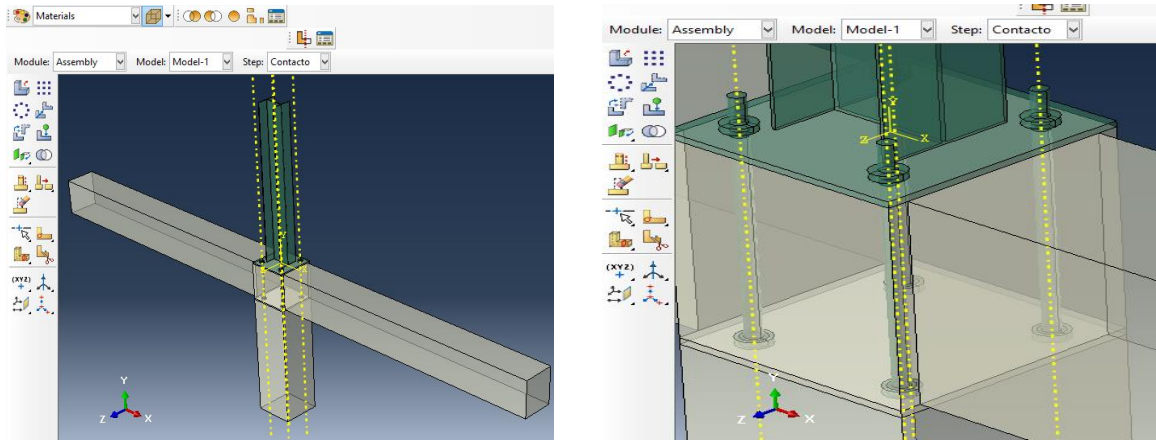 Materials
Module: Assembly Model: Model-1 Step: Contacto
(XYZ)
Y
Z X
Module: Assembly Model: Model-1 Step: Contacto
Y
Z X
(XYZ)
Y
Z X